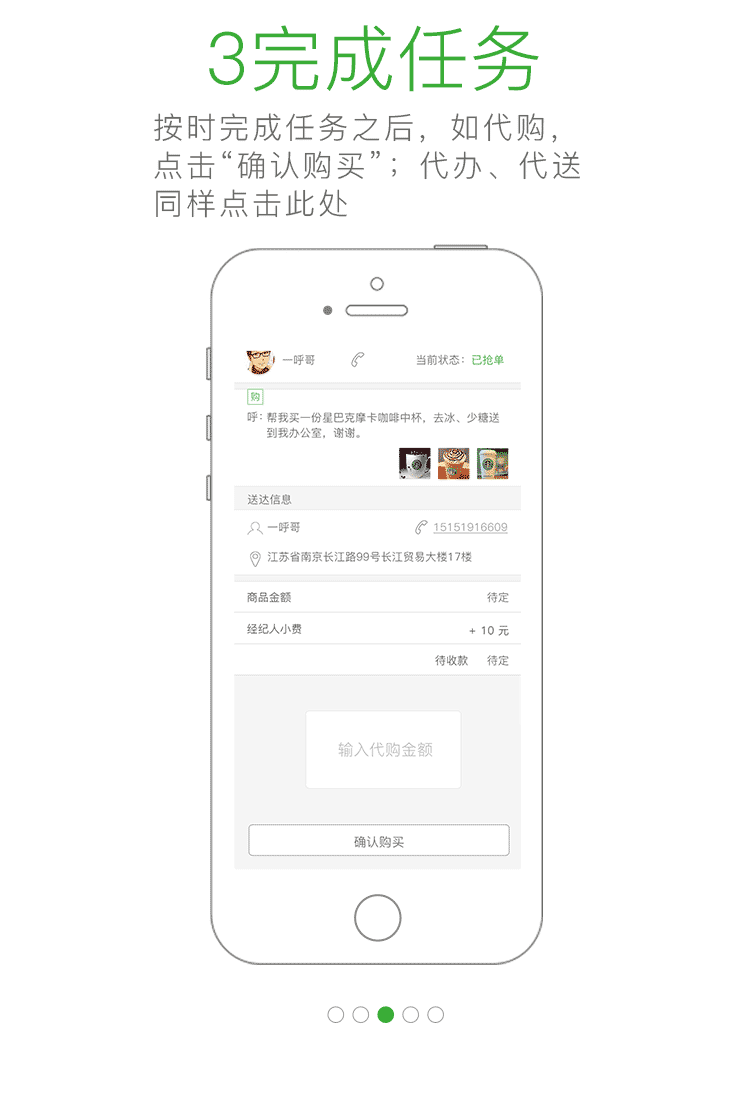 3完成任务
按时完成任务之后，如代购，
点击“确认购买”；代办、代送
同样点击此处
一呼哥 当前状态：已抢单
购
呼：帮我买一份星巴克摩卡咖啡中杯，去冰、少糖送
到我办公室，谢谢。
送达信息
一呼哥 15151916609
江苏省南京长江路99号长江贸易大楼17楼
商品金额 待定
经纪人小费 + 10 元
待收款 待定
输入代购金额
确认购买